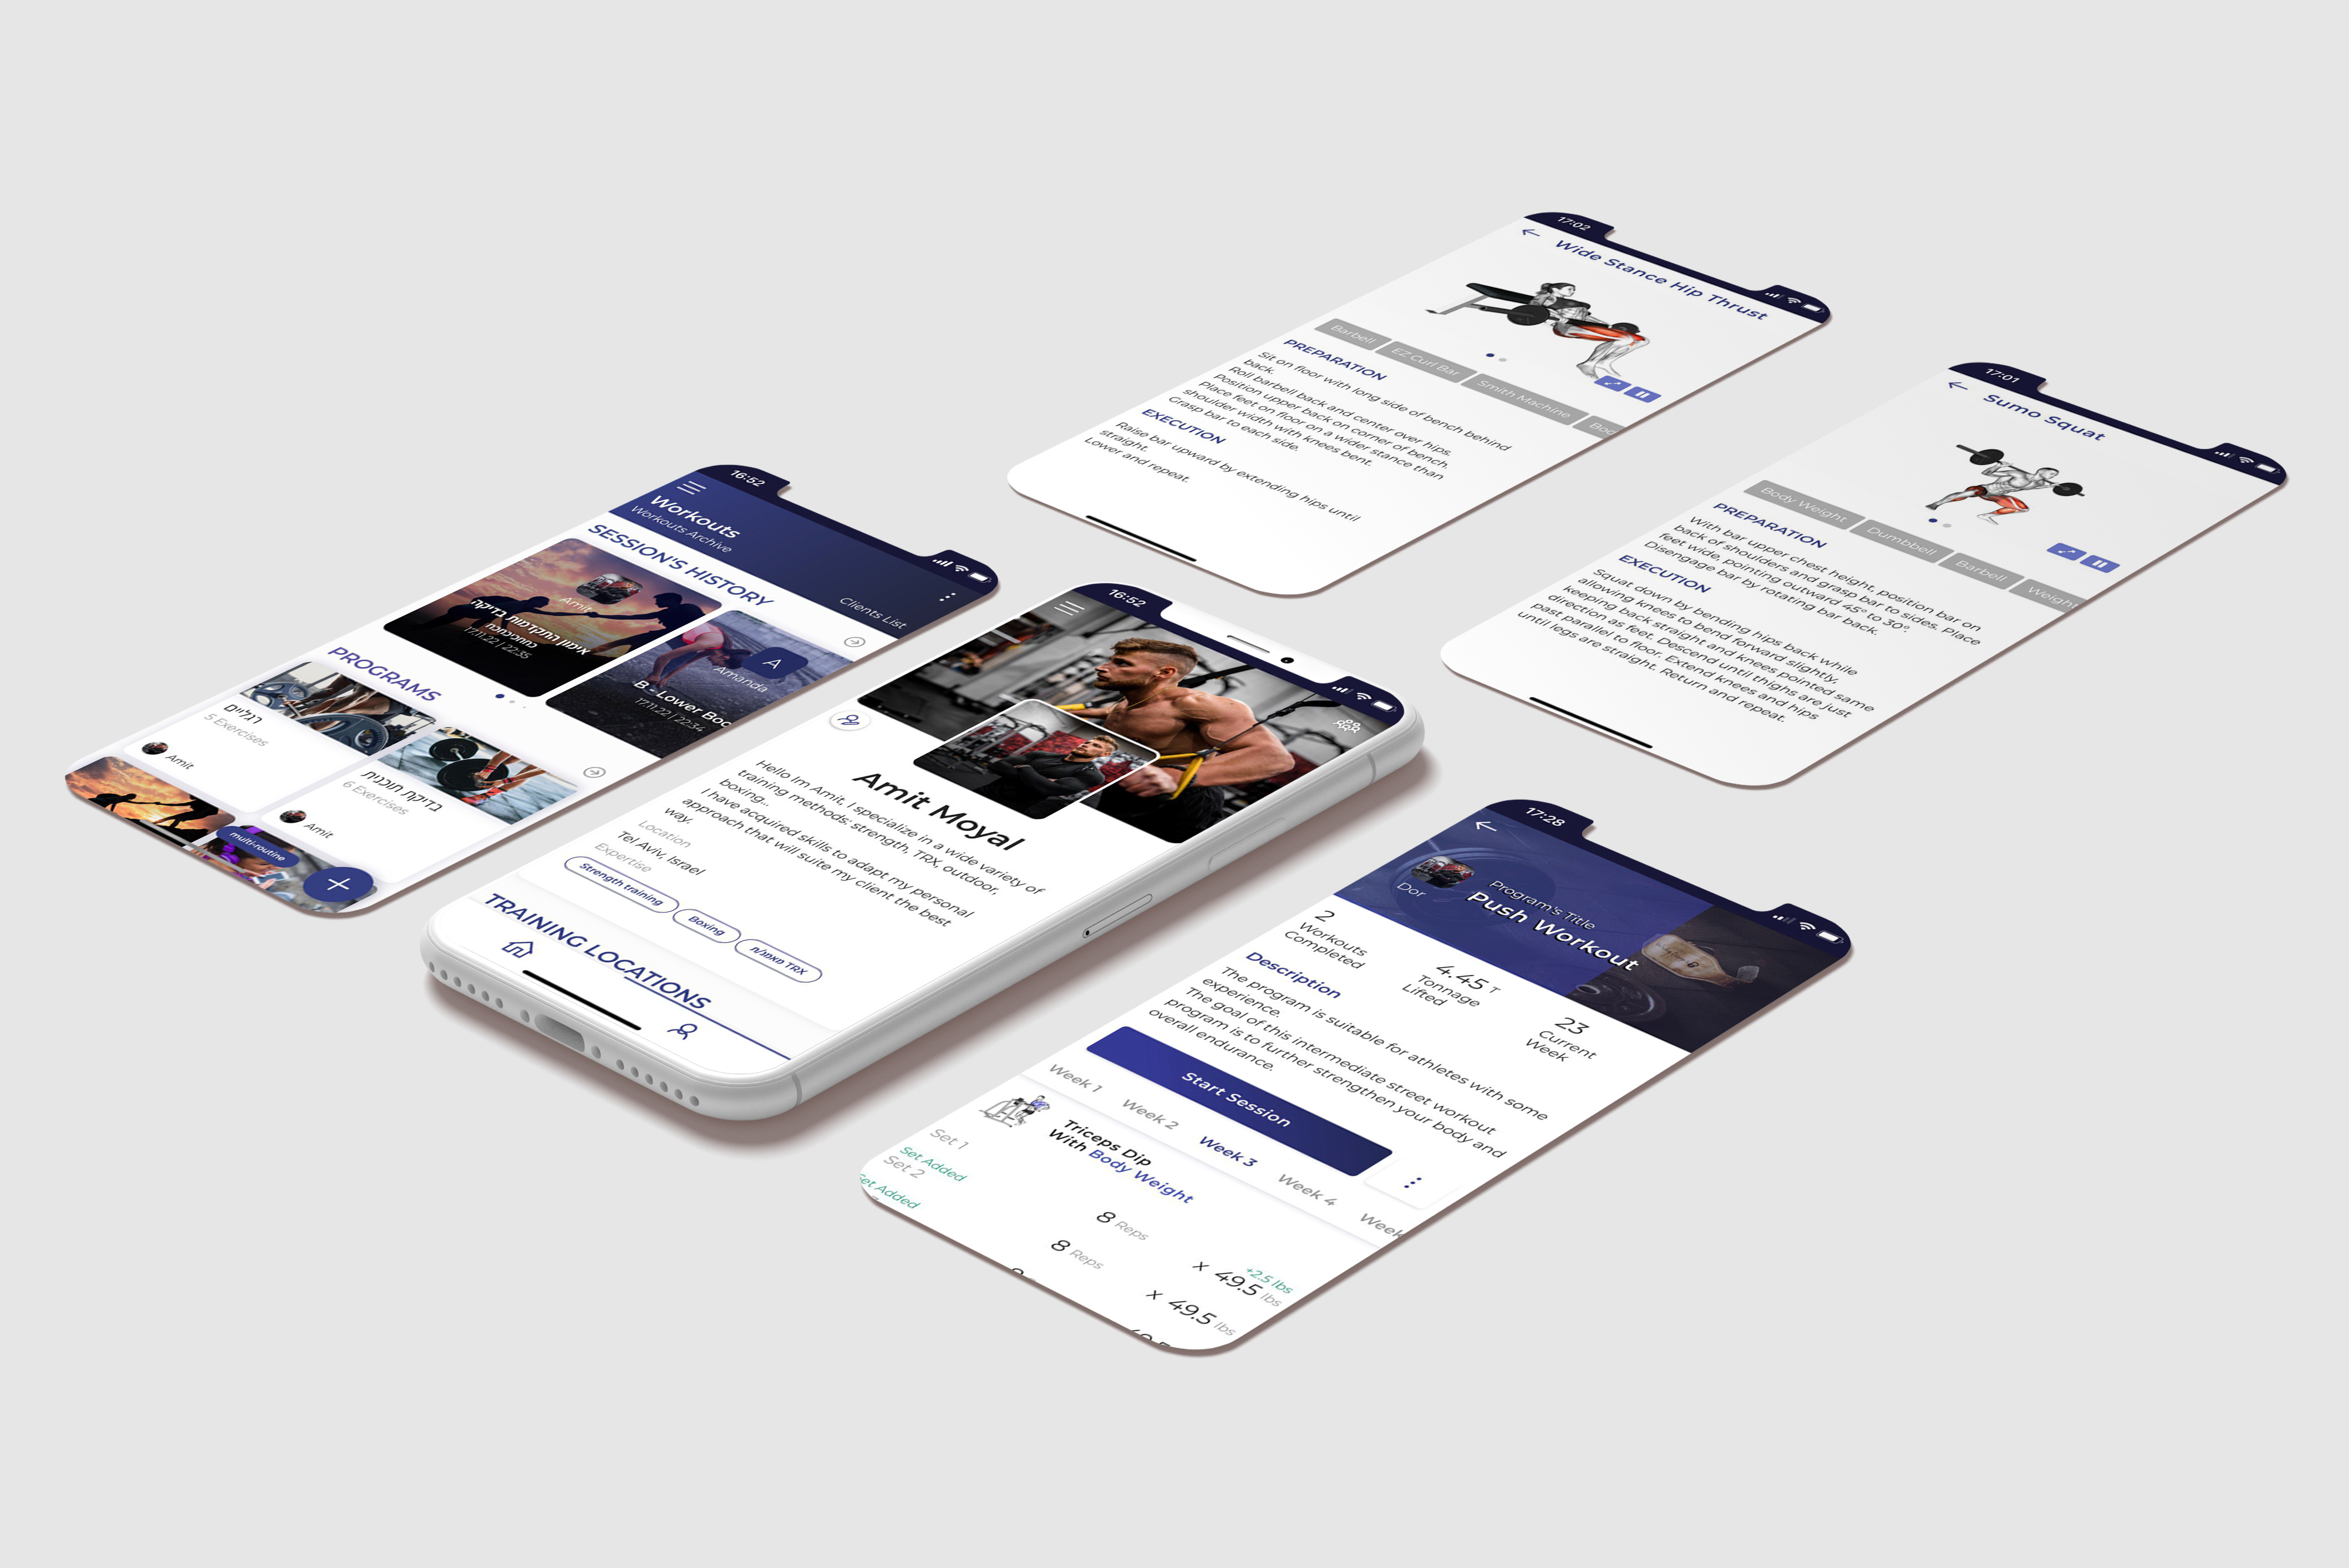 16:52
Workouts
Workouts Archive
Clients List
SESSION'S HISTORY
Amit
אימון התקדמות בדיקה
17.11.22 | 22:35
A
Amanda
B - Lower Boc
17.11.22 | 22:34
PROGRAMS
רגליים
5 Exercises
Amit
בדיקת תוכנית
6 Exercises
Amit
multi-routine
+
16:52
Amit Moyal
Hello Im Amit, I specialize in a wide variety of
training methods: strength, TRX, outdoor,
boxing...
I have acquired skills to adapt my personal
approach that will suite my client the best
way.
Location
Tel Aviv, Israel
Expertise
Strength training
Boxing
מאמן/ת TRX
TRAINING LOCATIONS
17:02
Wide Stance Hip Thrust
Barbell
EZ Curl Bar
Smith Machine
Bod
PREPARATION
Sit on floor with long side of bench behind
back.
Roll barbell back and center over hips.
Position upper back on corner of bench.
Place feet on floor on a wider stance than
shoulder width with knees bent.
Grasp bar to each side.
EXECUTION
Raise bar upward by extending hips until
straight.
Lower and repeat.
17:01
Sumo Squat
Body Weight
Dumbbell
Barbell
Weight
PREPARATION
With bar upper chest height, position bar on
back of shoulders and grasp bar to sides. Place
feet wide, pointing outward 45° to 30°.
Disengage bar by rotating bar back.
EXECUTION
Squat down by bending hips back while
allowing knees to bend forward slightly,
keeping back straight and knees pointed same
direction as feet. Descend until thighs are just
past parallel to floor. Extend knees and hips
until legs are straight. Return and repeat.
17:28
Dor
Program's Title
Push Workout
2
Workouts
Completed
4.45 T
Tonnage
Lifted
23
Current
Week
Description
The program is suitable for athletes with some
experience.
The goal of this intermediate street workout
program is to further strengthen your body and
overall endurance.
Start Session
Week 1
Week 2
Week 3
Week 4
Week
Triceps Dip
With Body Weight
Set 1
Set Added
8 Reps
+2.5 lbs
x 49.5 lbs
Set 2
Set Added
8 Reps
x 49.5 lbs